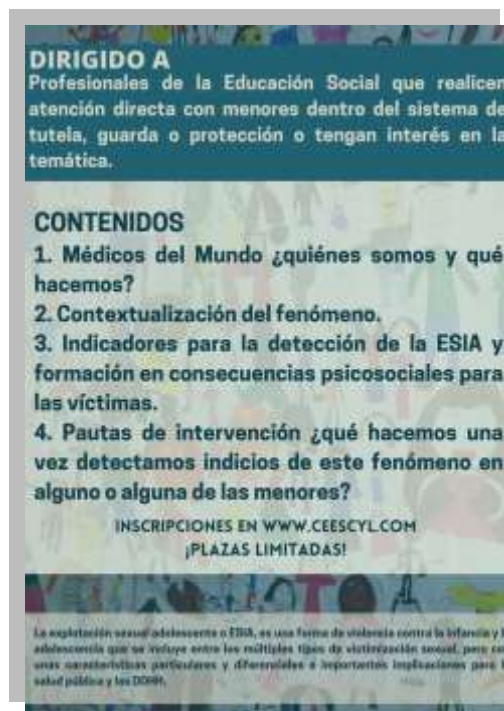 DIRIGIDO A
Profesionales de la Educación Social que realicen
atención directa con menores dentro del sistema de
tutela, guarda o protección o tengan interés en la
temática.
CONTENIDOS
1. Médicos del Mundo ¿quiénes somos y qué
hacemos?
2. Contextualización del fenómeno.
3. Indicadores para la detección de la ESIA y
formación en consecuencias psicosociales para
las víctimas.
4. Pautas de intervención ¿qué hacemos una
vez detectamos indicios de este fenómeno en
alguno o alguna de las menores?
INSCRIPCIONES EN WWW.CEESCYL.COM
¡PLAZAS LIMITADAS!
La explotación sexual adolescente o ESIA, es una forma de violencia contra la infancia y
adolescencia que se incluye entre los múltiples tipos de victimización sexual, pero
unas características particulares y diferenciales e importantes implicaciones para
salud pública y los DDHH.